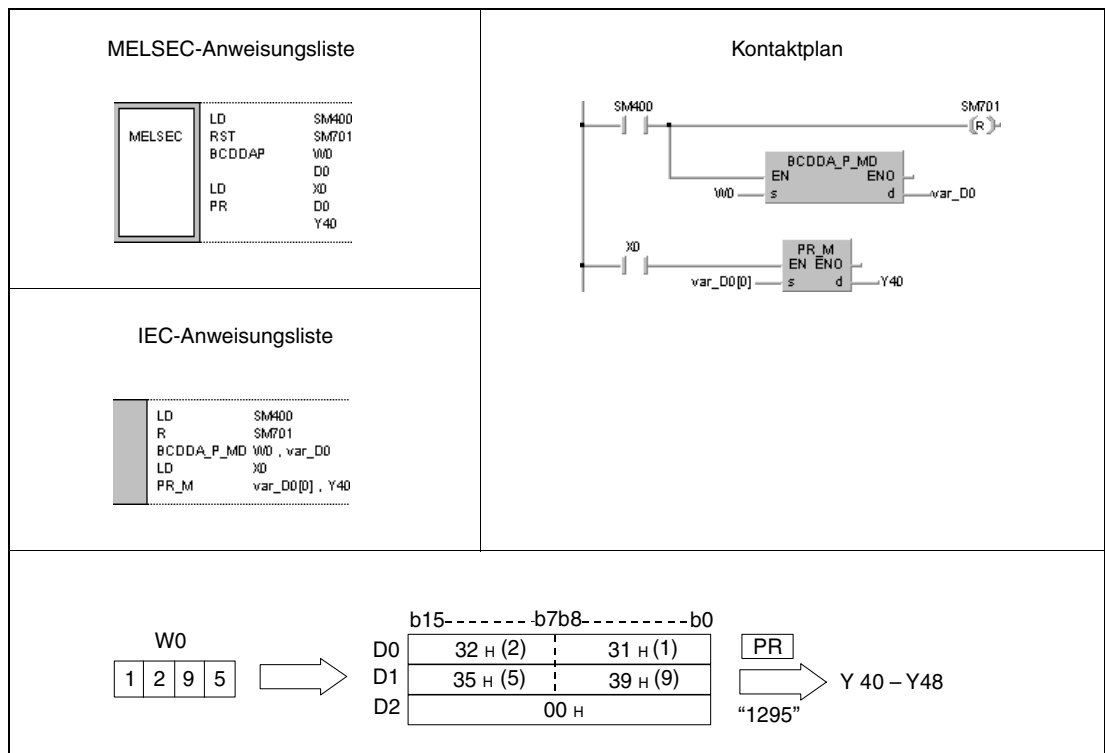 MELSEC-Anweisungsliste
MELSEC
LD SM400
RST SM701
BCDDAP W0
D0
LD X0
PR D0
Y40
Kontaktplan
SM400 SM701
R
BCDDA_P_MD
EN ENO
W0 s d var_D0
X0
PR_M
EN ENO
var_D0[0] s d Y40
IEC-Anweisungsliste
LD SM400
R SM701
BCDDA_P_MD W0 , var_D0
LD X0
PR_M var_D0[0] , Y40
b15--------b7b8---------b0
W0
1 2 9 5
D0 32 H (2) 31 H (1)
D1 35 H (5) 39 H (9)
D2 00 H
PR
Y 40 – Y48
“1295”